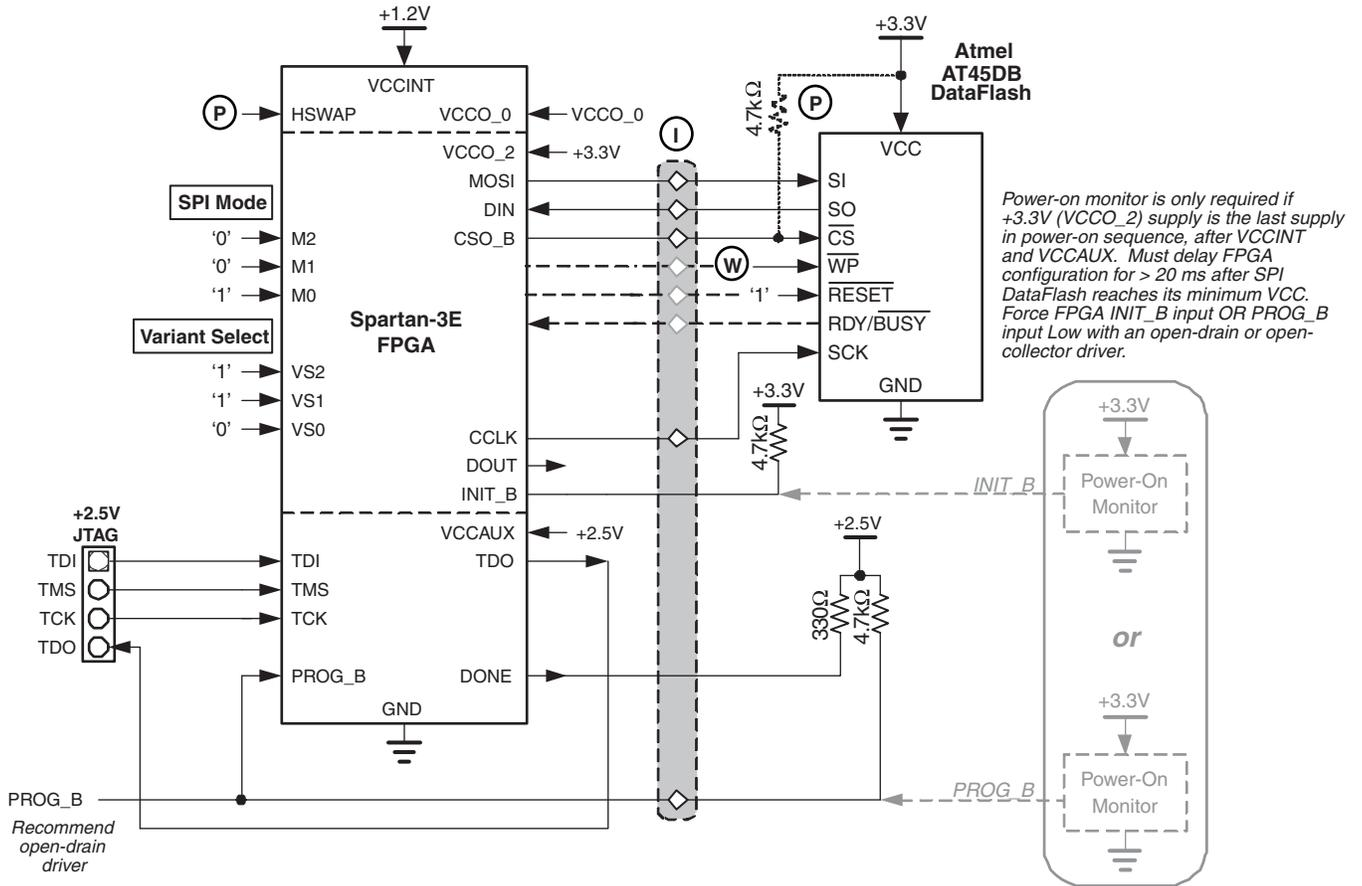 +1.2V
+3.3V
Atmel
AT45DB
DataFlash
VCCINT
P
HSWAP
VCCO_0
VCCO_0
4.7kΩ
P
I
VCC
VCCO_2
+3.3V
MOSI
SI
DIN
SO
SPI Mode
CSO_B
CS
'0'
M2
'0'
M1
W
WP
'1'
M0
'1'
RESET
RDY/BUSY
SCK
GND
Spartan-3E
FPGA
Variant Select
'1'
VS2
'1'
VS1
'0'
VS0
Power-on monitor is only required if
+3.3V (VCCO_2) supply is the last supply
in power-on sequence, after VCCINT
and VCCAUX. Must delay FPGA
configuration for > 20 ms after SPI
DataFlash reaches its minimum VCC.
Force FPGA INIT_B input OR PROG_B
input Low with an open-drain or open-
collector driver.
+3.3V
4.7kΩ
CCLK
DOUT
INIT_B
INIT_B
+3.3V
Power-On
Monitor
+2.5V
JTAG
VCCAUX
+2.5V
+2.5V
TDI
TDI
TDO
TMS
TMS
TCK
TCK
TDO
330Ω
4.7kΩ
or
PROG_B
DONE
GND
+3.3V
Power-On
Monitor
PROG_B
PROG_B
Recommend
open-drain
driver